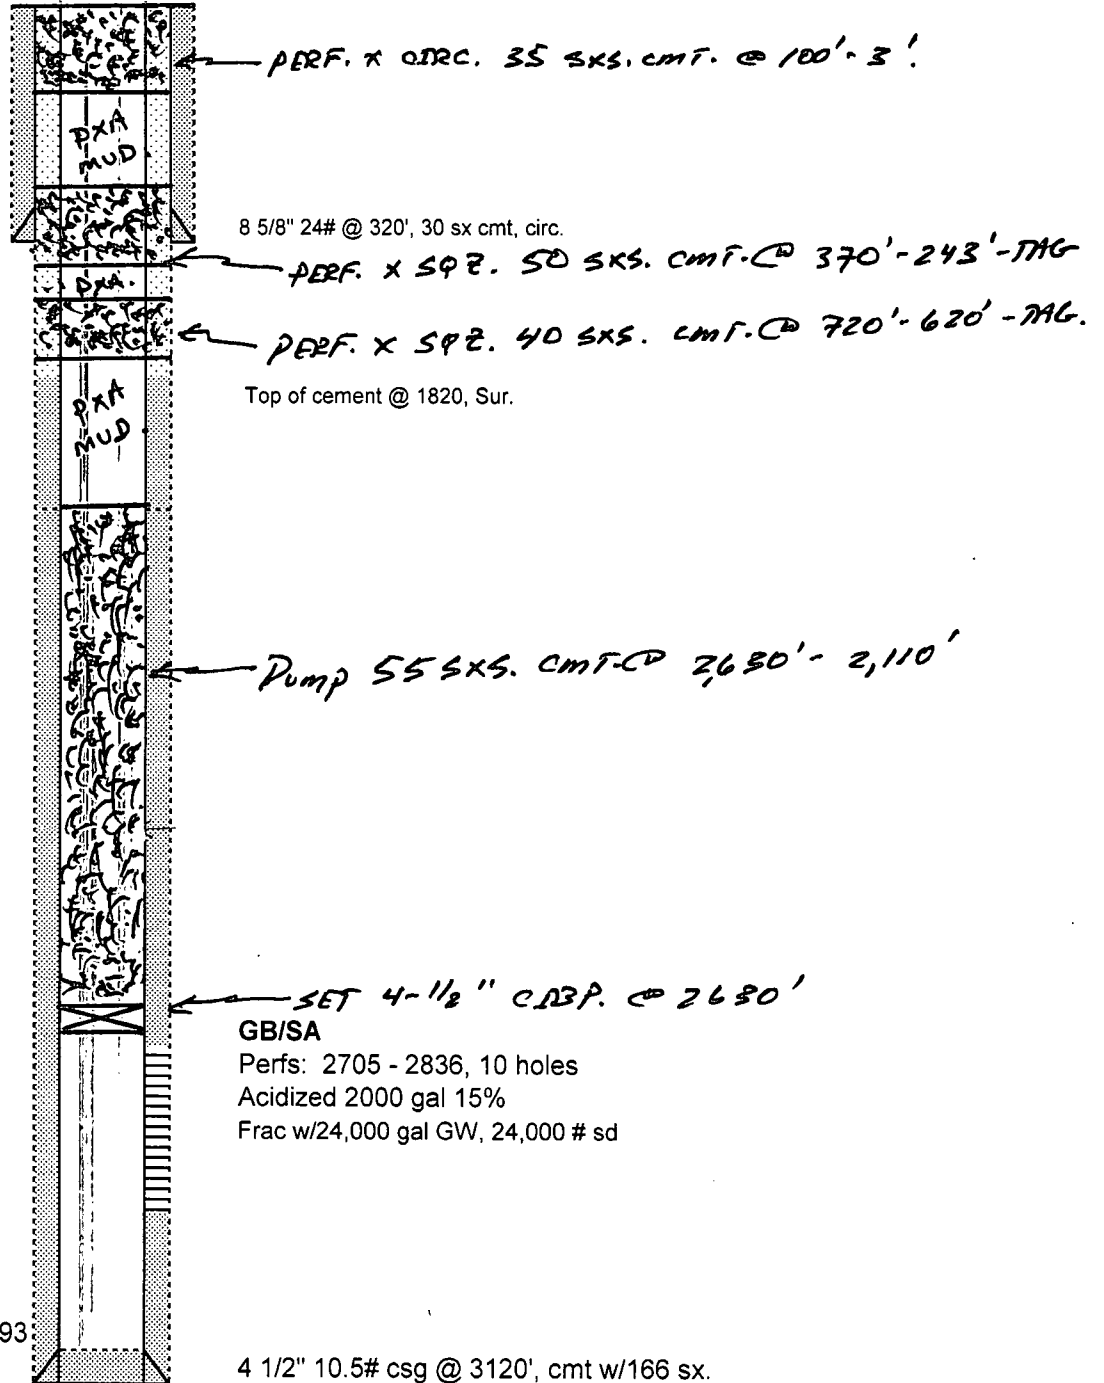 PERF. X CIRC. 35 SXS. CMT. @ 100'- 3'.
PXA
MUD
8 5/8" 24# @ 320', 30 sx cmt, circ.
PERF. X SQZ. 50 SXS. CMT. @ 370'-243'-TAG
PXA.
PERF. X SQZ. 40 SXS. CMT. @ 720'-620'-TAG.
PXA
MUD
Top of cement @ 1820, Sur.
Pump 55 SXS. CMT. @ 2,630'- 2,110'
SET 4-1/2" CIBP. @ 2630'
GB/SA
Perfs: 2705 - 2836, 10 holes
Acidized 2000 gal 15%
Frac w/24,000 gal GW, 24,000 # sd
93
4 1/2" 10.5# csg @ 3120', cmt w/166 sx.